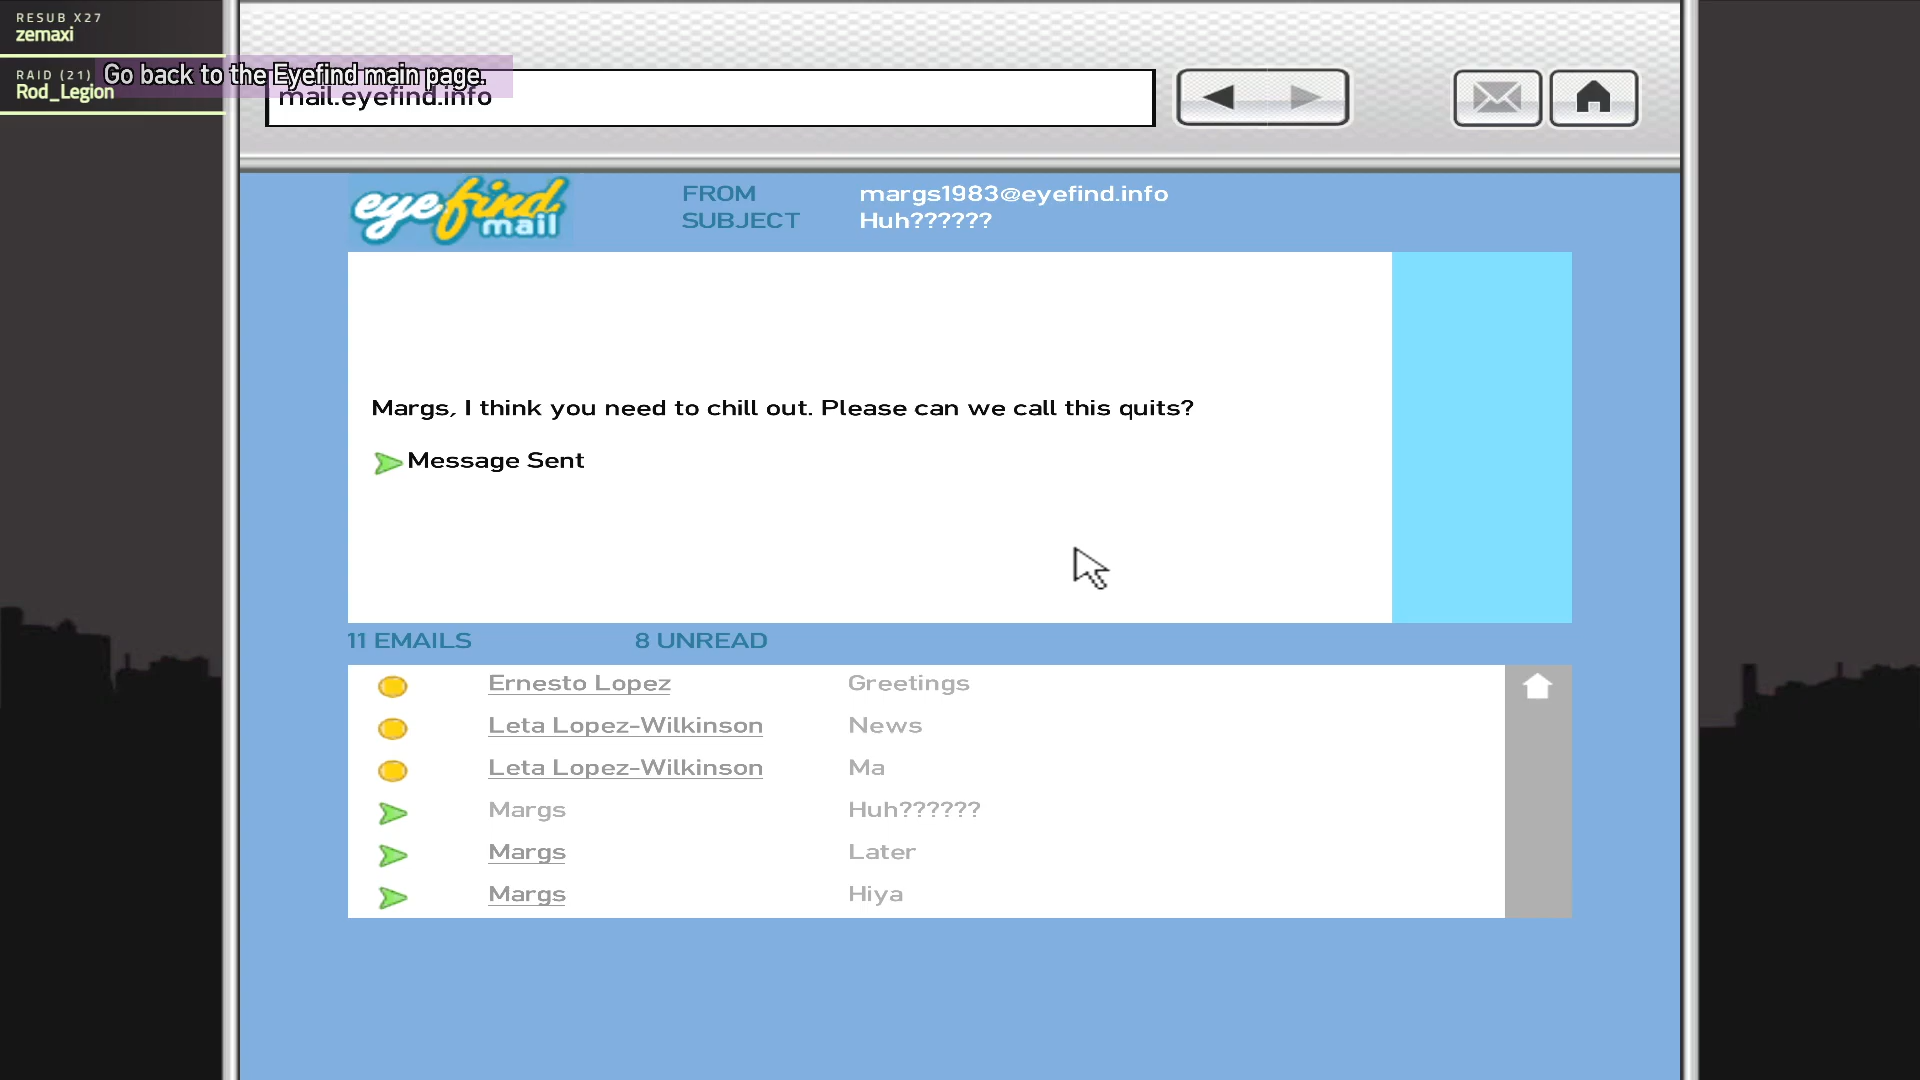 RESUB X27
zemaxi
RAID (21)
Rod_Legion
Go back to the Eyefind main page.
mail.eyefind.info
eyefind
mail
FROM margs1983@eyefind.info
SUBJECT Huh??????
Margs, I think you need to chill out. Please can we call this quits?
Message Sent
11 EMAILS 8 UNREAD
Ernesto Lopez Greetings
Leta Lopez-Wilkinson News
Leta Lopez-Wilkinson Ma
Margs Huh??????
Margs Later
Margs Hiya